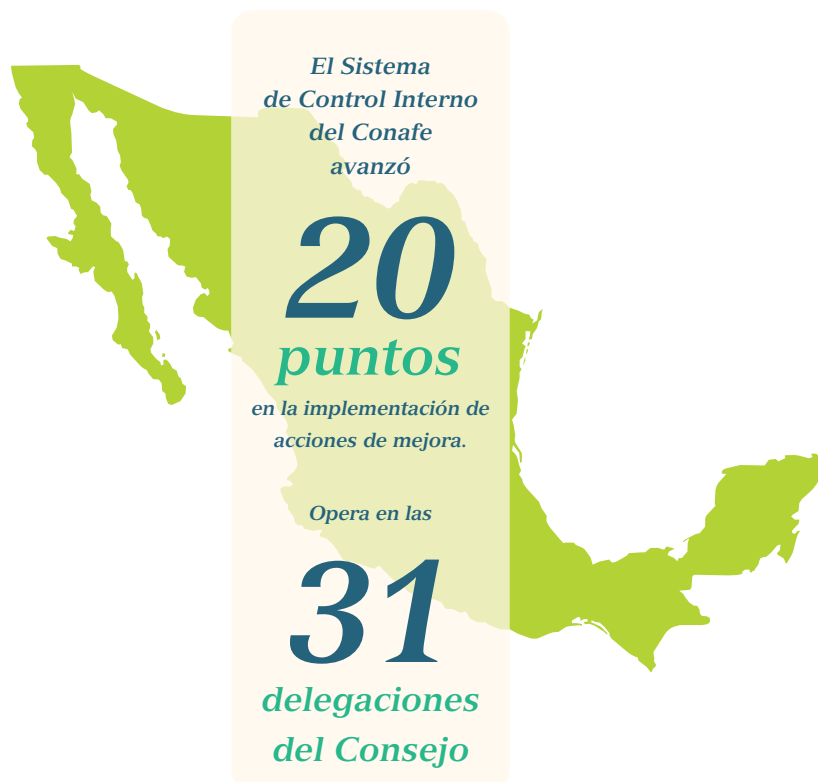 El Sistema
de Control Interno
del Conafe
avanzó
20
puntos
en la implementación de
acciones de mejora.
Opera en las
31
delegaciones
del Consejo